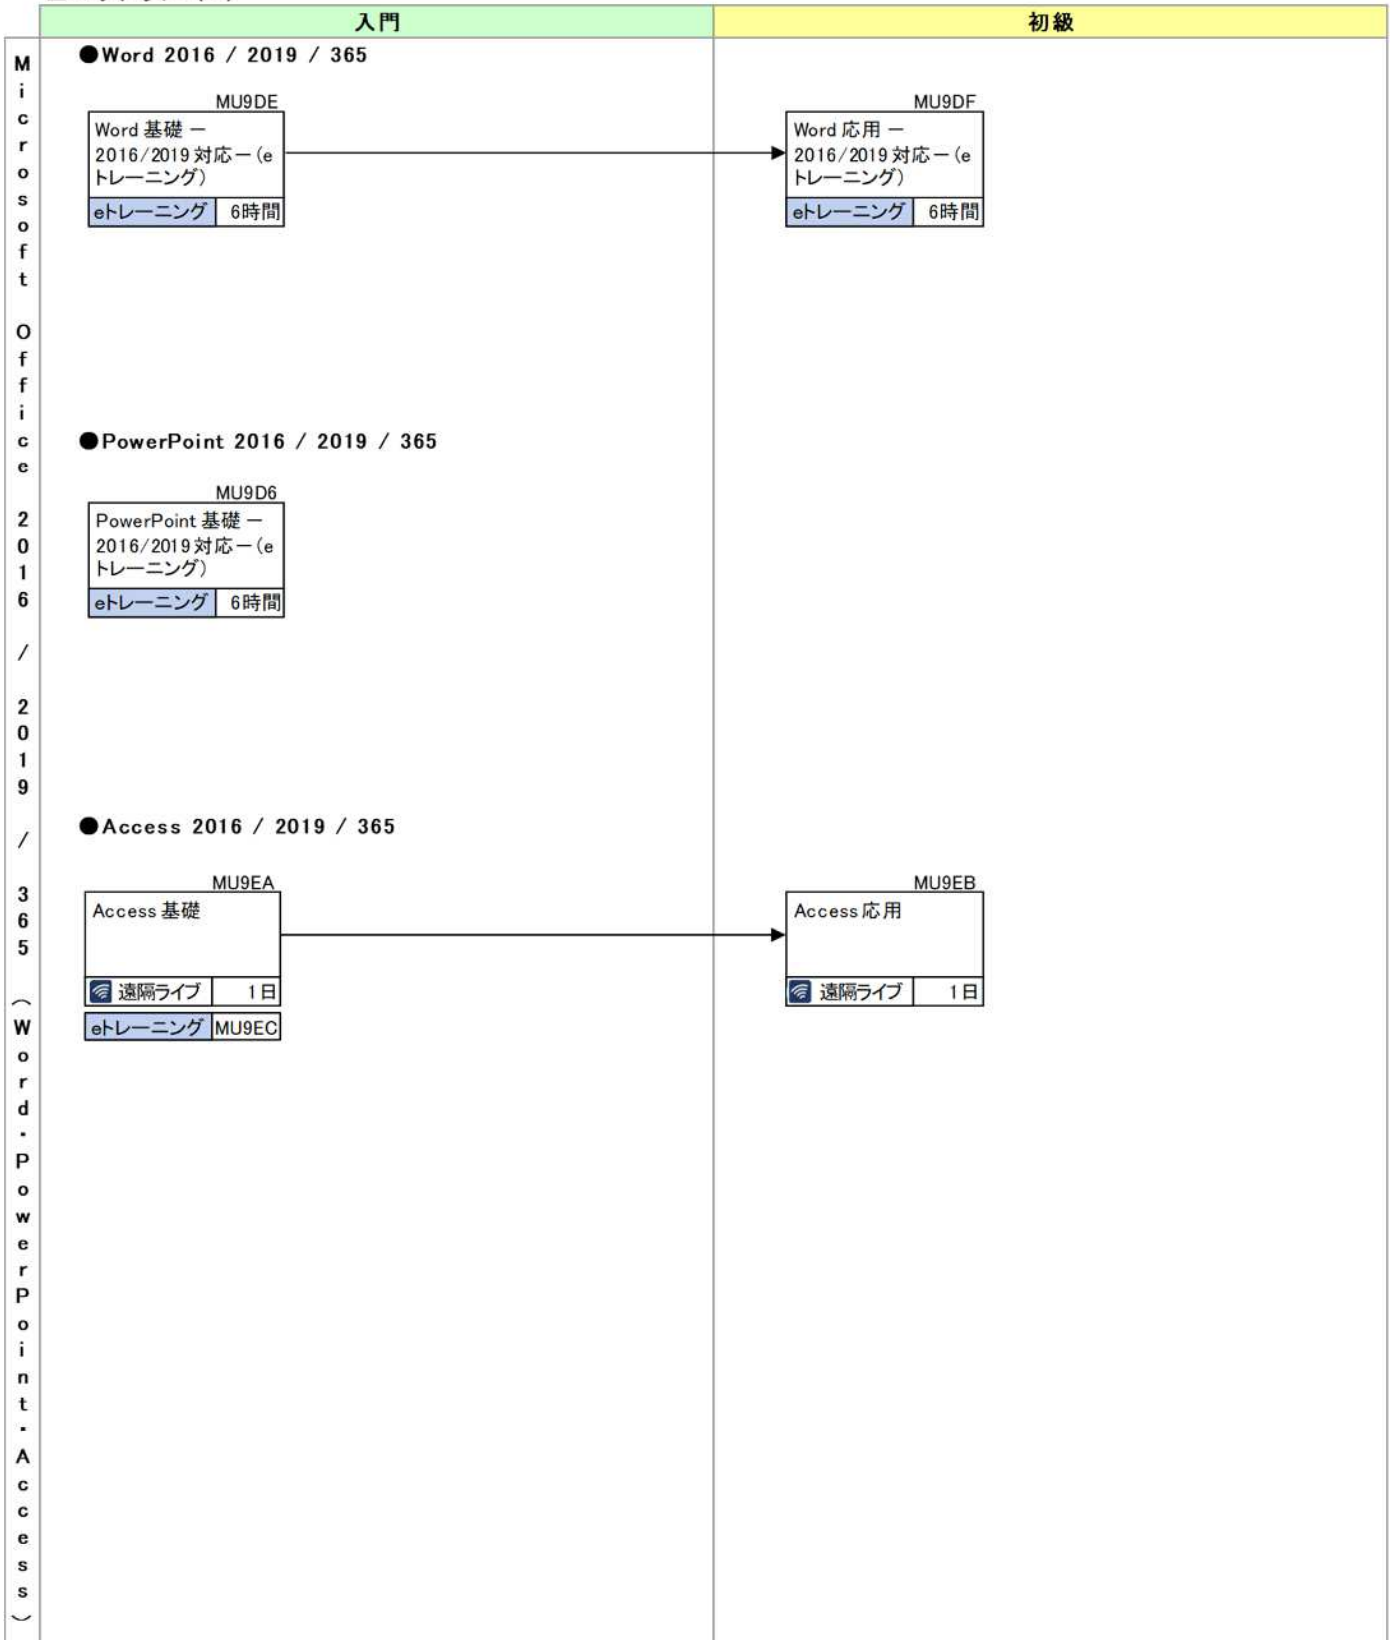 入門
初級
Microsoft Office 2016 / 2019 / 365 （Word・PowerPoint・Access）
●Word 2016 / 2019 / 365
MU9DE
Word 基礎 －
2016/2019 対応－（e
トレーニング）
eトレーニング 6時間
MU9DF
Word 応用 －
2016/2019 対応－（e
トレーニング）
eトレーニング 6時間
●PowerPoint 2016 / 2019 / 365
MU9D6
PowerPoint 基礎 －
2016/2019 対応－（e
トレーニング）
eトレーニング 6時間
●Access 2016 / 2019 / 365
MU9EA
Access 基礎
遠隔ライブ 1日
eトレーニング MU9EC
MU9EB
Access 応用
遠隔ライブ 1日